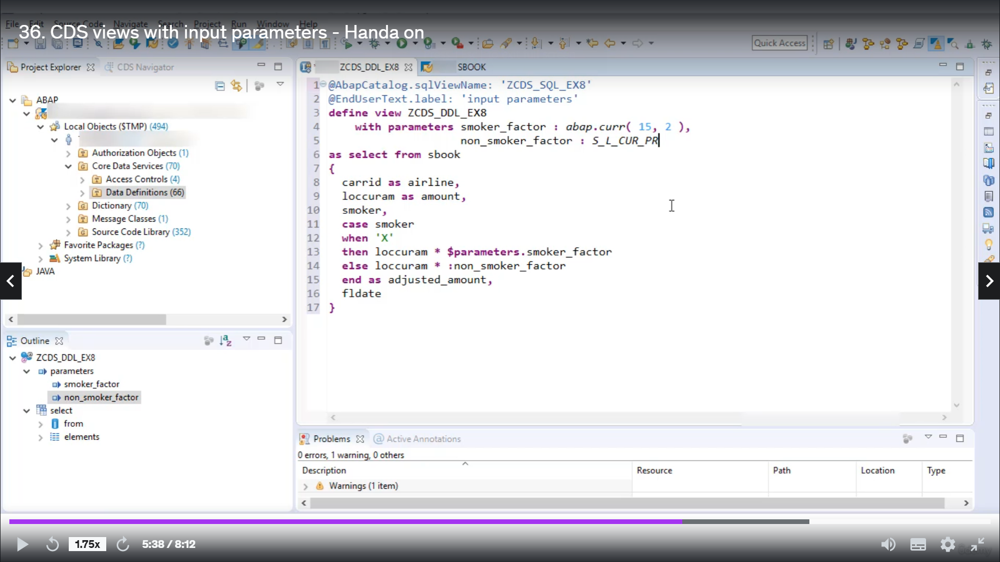 File Edit Source Code Navigate Search Project Run Window Help
36. CDS views with input parameters - Handa on
Quick Access
Project Explorer
CDS Navigator
ABAP
Local Objects ($TMP) (494)
Authorization Objects (1)
Core Data Services (70)
Access Controls (4)
Data Definitions (66)
Dictionary (70)
Message Classes (1)
Source Code Library (352)
Favorite Packages (?)
System Library (?)
JAVA
Outline
ZCDS_DDL_EX8
parameters
smoker_factor
non_smoker_factor
select
from
elements
ZCDS_DDL_EX8
SBOOK
1 @AbapCatalog.sqlViewName: 'ZCDS_SQL_EX8'
2 @EndUserText.label: 'input parameters'
3 define view ZCDS_DDL_EX8
4 with parameters smoker_factor : abap.curr( 15, 2 ),
5 non_smoker_factor : S_L_CUR_PR
6 as select from sbook
7 {
8 carrid as airline,
9 loccuram as amount,
10 smoker,
11 case smoker
12 when 'X'
13 then loccuram * $parameters.smoker_factor
14 else loccuram * :non_smoker_factor
15 end as adjusted_amount,
16 fldate
17 }
Problems
@ Active Annotations
0 errors, 1 warning, 0 others
Description Resource Path Location Type
Warnings (1 item)
1.75x
5:38 / 8:12
ûdemy